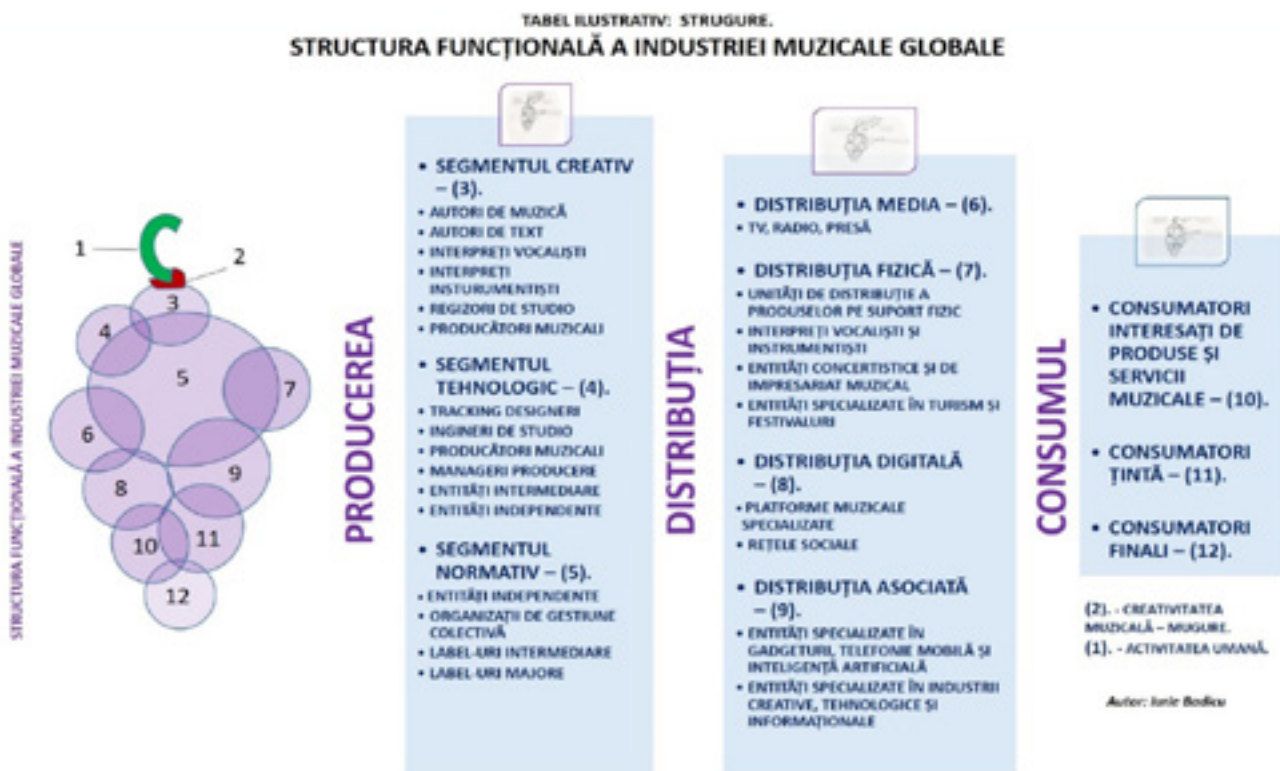 TABEL ILUSTRATIV: STRUGURE.
STRUCTURA FUNCȚIONALĂ A INDUSTRIEI MUZICALE GLOBALE
STRUCTURA FUNCȚIONALĂ A INDUSTRIEI MUZICALE GLOBALE
1
2
3
4
5
6
7
8
9
10
11
12
PRODUCEREA
• SEGMENTUL CREATIV
– (3).
• AUTORI DE MUZICĂ
• AUTORI DE TEXT
• INTERPREȚI VOCALIȘTI
• INTERPREȚI
INSTURUMENTIȘTI
• REGIZORI DE STUDIO
• PRODUCĂTORI MUZICALI
• SEGMENTUL
TEHNOLOGIC – (4).
• TRACKING DESIGNERI
• INGINERI DE STUDIO
• PRODUCĂTORI MUZICALI
• MANAGERI PRODUCERE
• ENTITĂȚI INTERMEDIARE
• ENTITĂȚI INDEPENDENTE
• SEGMENTUL
NORMATIV – (5).
• ENTITĂȚI INDEPENDENTE
• ORGANIZAȚII DE GESTIUNE
COLECTIVĂ
• LABEL-URI INTERMEDIARE
• LABEL-URI MAJORE
DISTRIBUȚIA
• DISTRIBUȚIA MEDIA – (6).
• TV, RADIO, PRESĂ
• DISTRIBUȚIA FIZICĂ – (7).
• UNITĂȚI DE DISTRIBUȚIE A
PRODUSELOR PE SUPORT FIZIC
• INTERPREȚI VOCALIȘTI ȘI
INSTRUMENTIȘTI
• ENTITĂȚI CONCERTISTICE ȘI DE
IMPRESARIAT MUZICAL
• ENTITĂȚI SPECIALIZATE ÎN TURISM ȘI
FESTIVALURI
• DISTRIBUȚIA DIGITALĂ
– (8).
• PLATFORME MUZICALE
SPECIALIZATE
• REȚELE SOCIALE
• DISTRIBUȚIA ASOCIATĂ
– (9).
• ENTITĂȚI SPECIALIZATE ÎN
GADGETURI, TELEFONIE MOBILĂ ȘI
INTELIGENȚĂ ARTIFICIALĂ
• ENTITĂȚI SPECIALIZATE ÎN INDUSTRII
CREATIVE, TEHNOLOGICE ȘI
INFORMAȚIONALE
CONSUMUL
• CONSUMATORI
INTERESAȚI DE
PRODUSE ȘI
SERVICII
MUZICALE – (10).
• CONSUMATORI
ȚINTĂ – (11).
• CONSUMATORI
FINALI – (12).
(2). - CREATIVITATEA
MUZICALĂ – MUGURE.
(1). - ACTIVITATEA UMANĂ.
Autor: Iurie Badicu